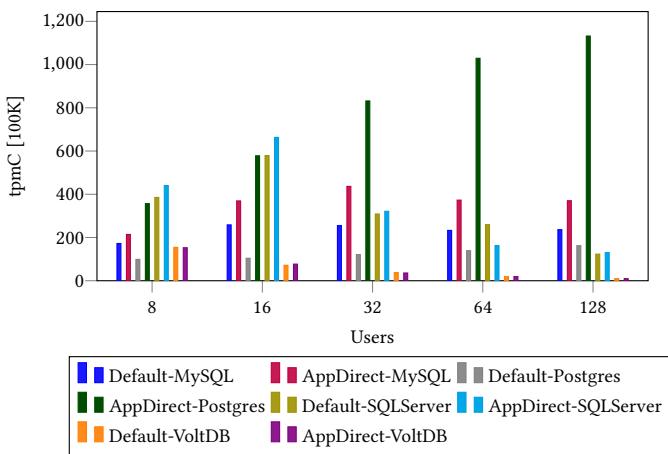 1,200
1,000
800
600
400
200
0
tpmC [100K]
8 16 32 64 128
Users
Default-MySQL AppDirect-MySQL Default-Postgres
AppDirect-Postgres Default-SQLServer AppDirect-SQLServer
Default-VoltDB AppDirect-VoltDB